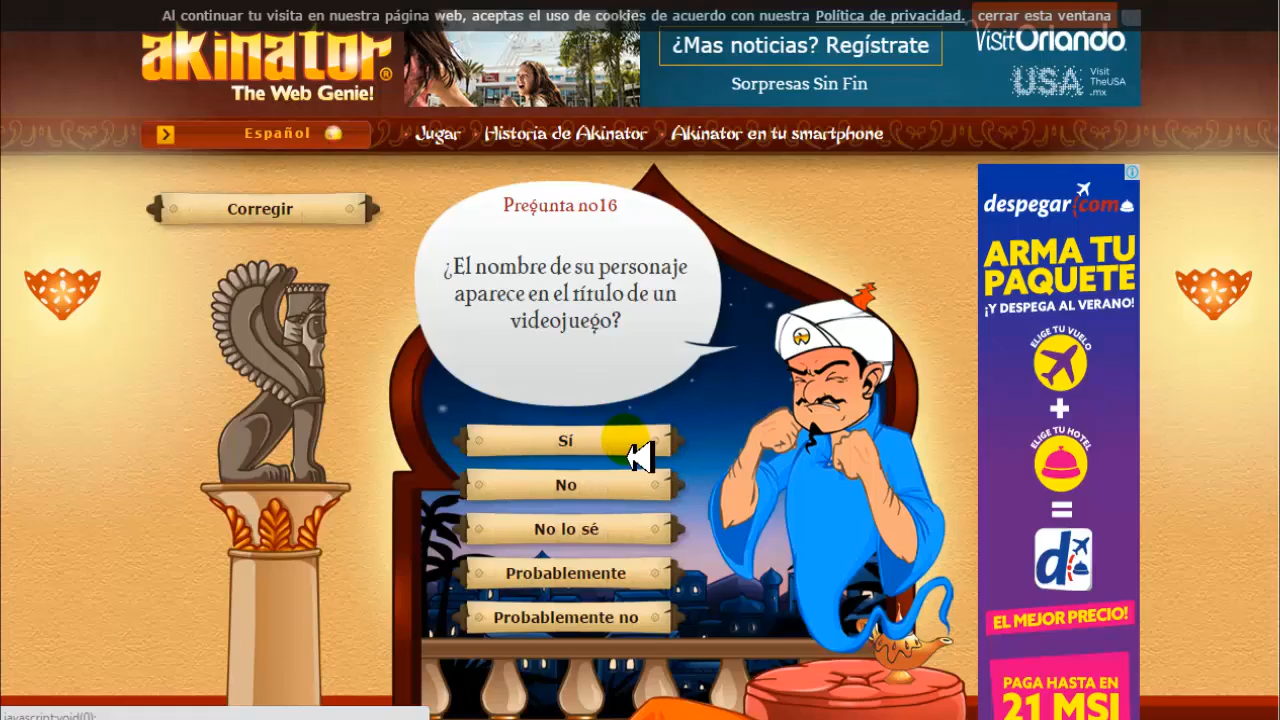 Al continuar tu visita en nuestra página web, aceptas el uso de cookies de acuerdo con nuestra Política de privacidad. cerrar esta ventana
akinator®
The Web Genie!
¿Mas noticias? Regístrate
Sorpresas Sin Fin
VisitOrlando.
USA
Visit
TheUSA
.mx
Español
· Jugar · Historia de Akinator · Akinator en tu smartphone
Corregir
Pregunta no16
¿El nombre de su personaje
aparece en el rírulo de un
videojuego?
Sí
No
No lo sé
Probablemente
Probablemente no
despegar.com
ARMA TU
PAQUETE
¡Y DESPEGA AL VERANO!
ELIGE TU VUELO
+
ELIGE TU HOTEL
=
d
EL MEJOR PRECIO!
PAGA HASTA EN
21 MSI
javascript:void(0);